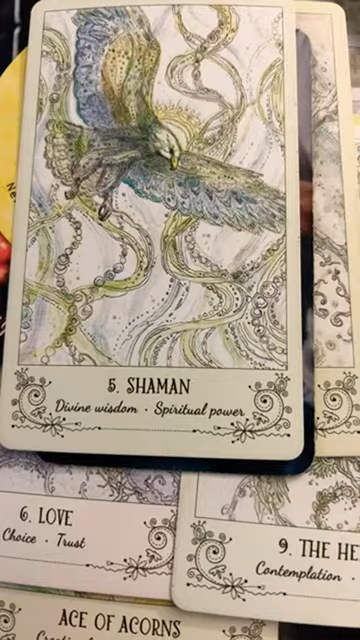 5. SHAMAN
Divine wisdom · Spiritual power
6. LOVE
Choice · Trust
9. THE HE
Contemplation ·
ACE OF ACORNS